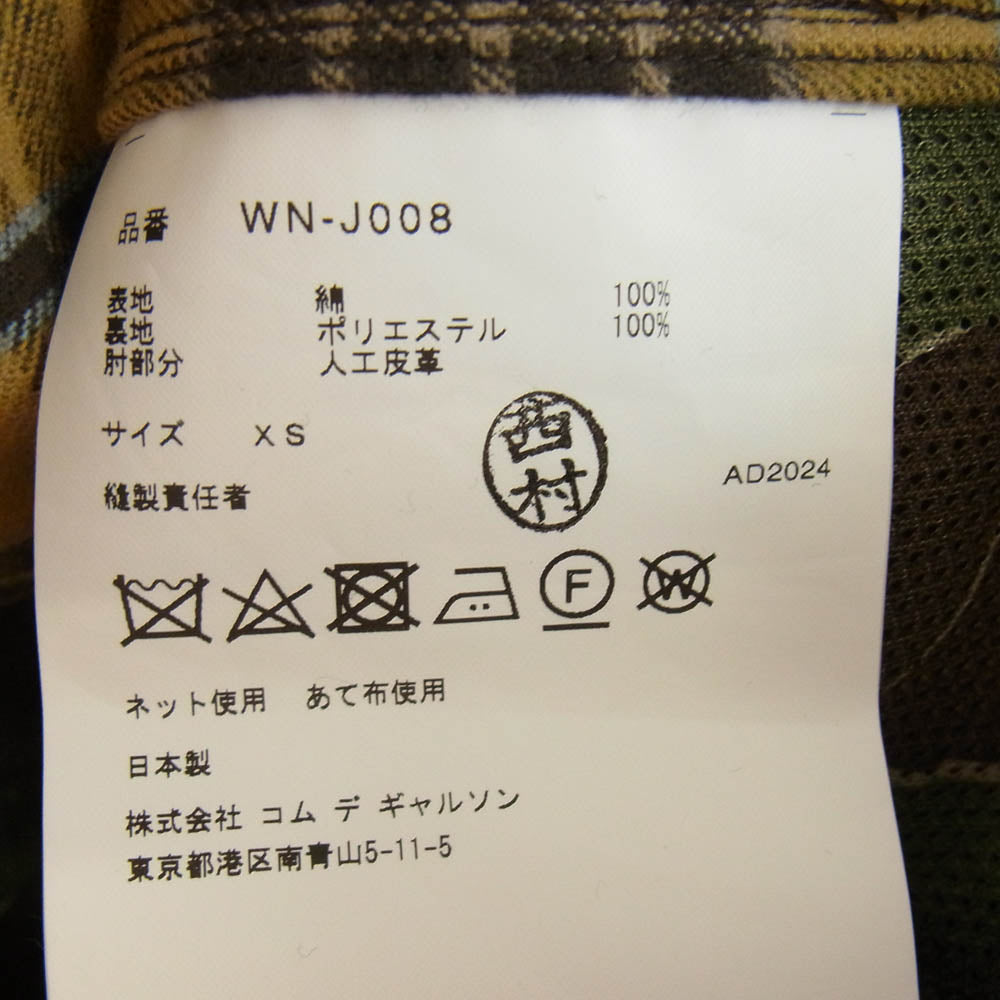 品番 WN-J008
表地 綿 100%
裏地 ポリエステル 100%
肘部分 人工皮革
サイズ XS
西村
縫製責任者
AD2024
F W
ネット使用 あて布使用
日本製
株式会社 コム デ ギャルソン
東京都港区南青山5-11-5